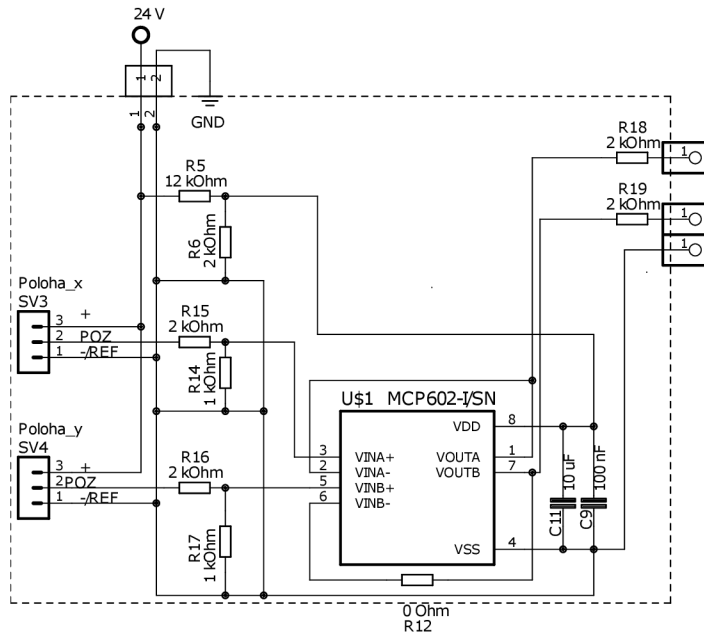 24 V
1
2
1
2
GND
R5
12 kOhm
R6
2 kOhm
R18
2 kOhm
1
R19
2 kOhm
1
1
Poloha_x
SV3
3 +
2 POZ
1 -/REF
R15
2 kOhm
R14
1 kOhm
U$1 MCP602-I/SN
3 VINA+
2 VINA-
5 VINB+
6 VINB-
VDD 8
VOUTA 1
VOUTB 7
VSS 4
Poloha_y
SV4
3 +
2 POZ
1 -/REF
R16
2 kOhm
R17
1 kOhm
C11
10 uF
C9
100 nF
0 Ohm
R12